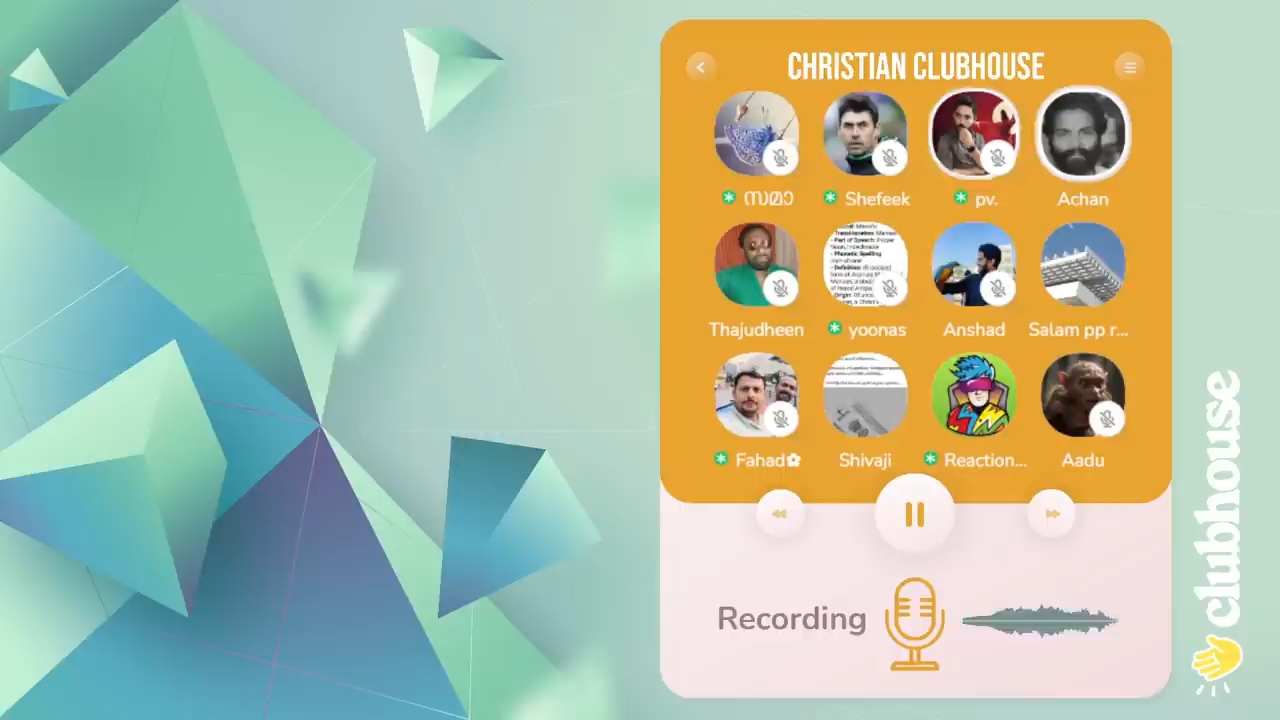 CHRISTIAN CLUBHOUSE
സമാ
Shefeek
pv.
Achan
Thajudheen
yoonas
Anshad
Salam pp r...
Fahad✿
Shivaji
Reaction...
Aadu
Recording
clubhouse